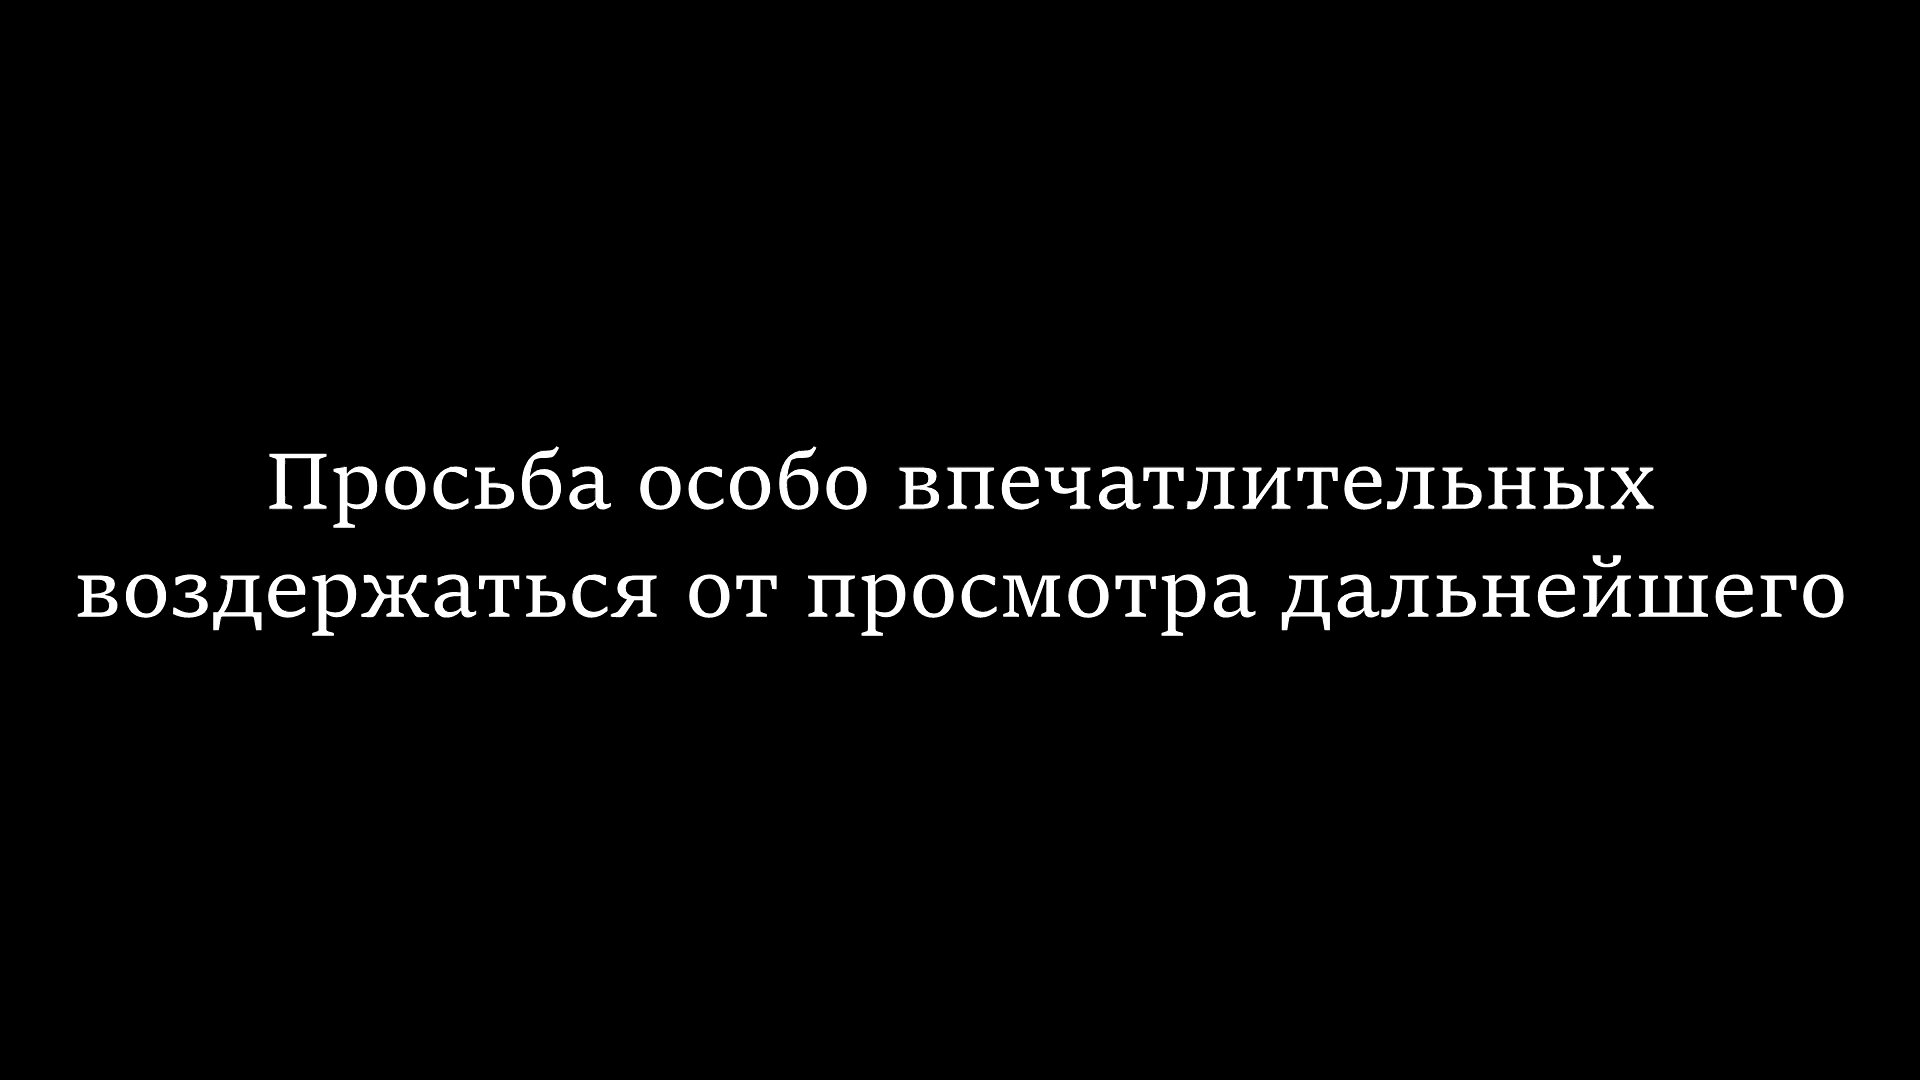 Просьба особо впечатлительных
воздержаться от просмотра дальнейшего